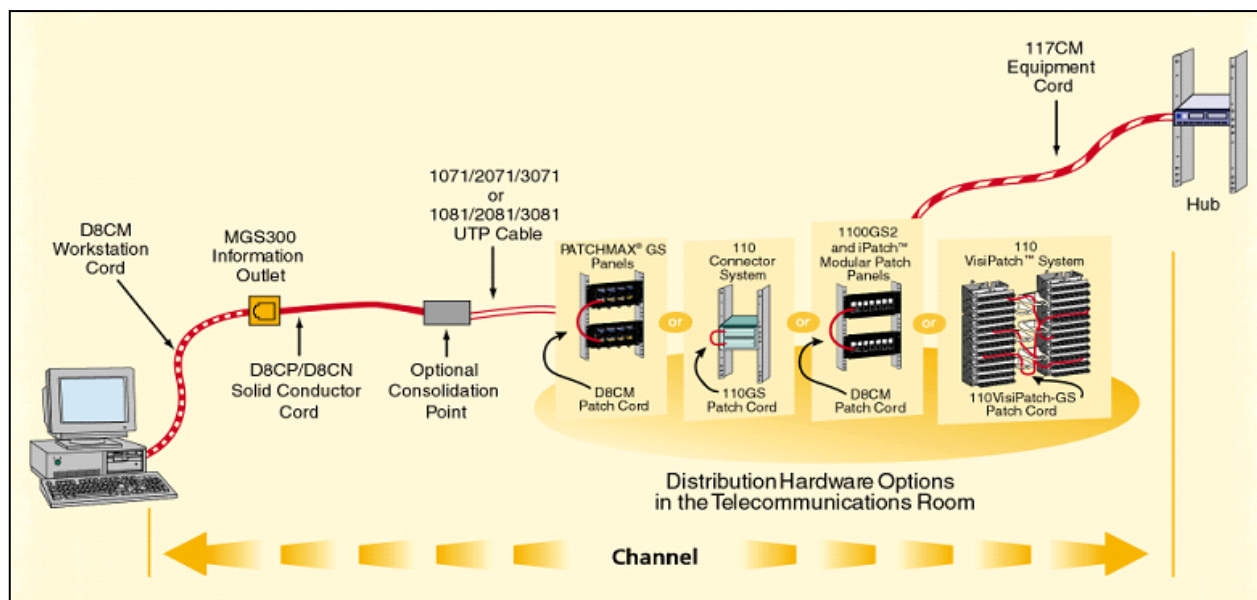 117CM
Equipment
Cord
Hub
1071/2071/3071
or
1081/2081/3081
UTP Cable
D8CM
Workstation
Cord
MGS300
Information
Outlet
PATCHMAX® GS
Panels
110
Connector
System
1100GS2
and iPatch™
Modular Patch
Panels
110
VisiPatch™ System
or
or
or
D8CP/D8CN
Solid Conductor
Cord
Optional
Consolidation
Point
D8CM
Patch Cord
110GS
Patch Cord
D8CM
Patch Cord
110VisiPatch-GS
Patch Cord
Distribution Hardware Options
in the Telecommunications Room
Channel